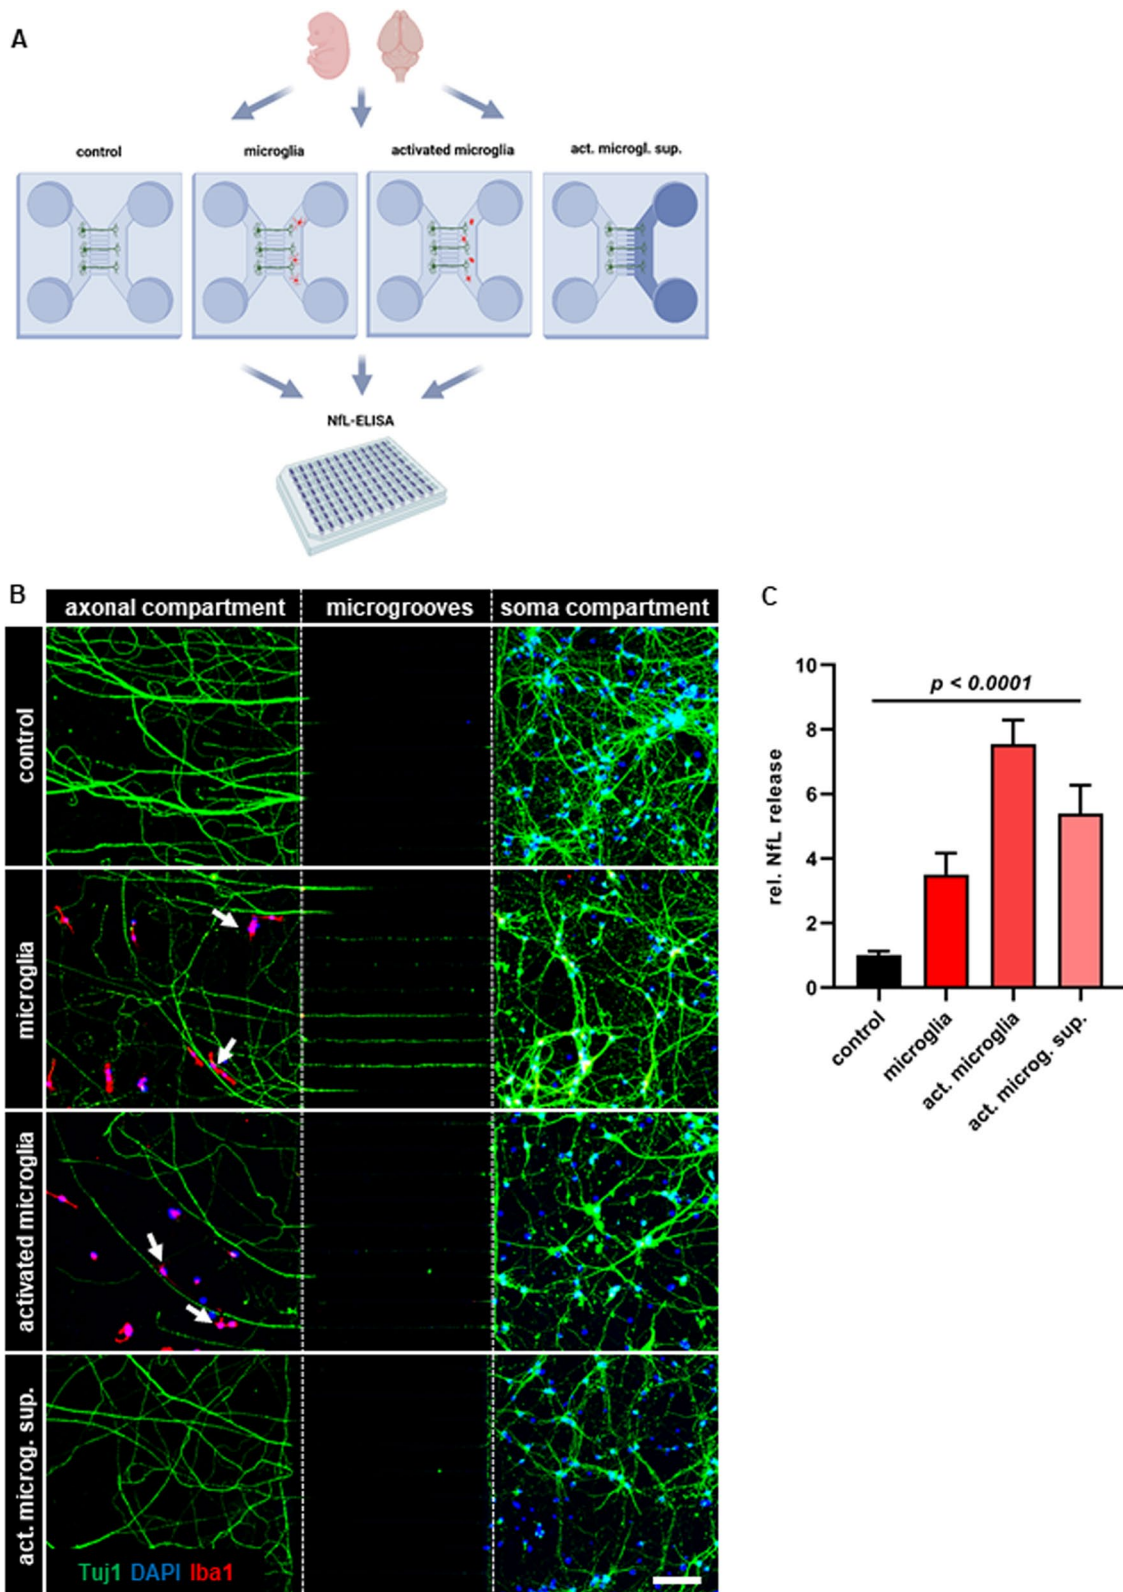 A
control
microglia
activated microglia
act. microgl. sup.
NfL-ELISA
B
axonal compartment
microgrooves
soma compartment
control
microglia
activated microglia
act. microg. sup.
Tuj1 DAPI Iba1
C
rel. NfL release
10
8
6
4
2
0
p < 0.0001
control
microglia
act. microglia
act. microg. sup.